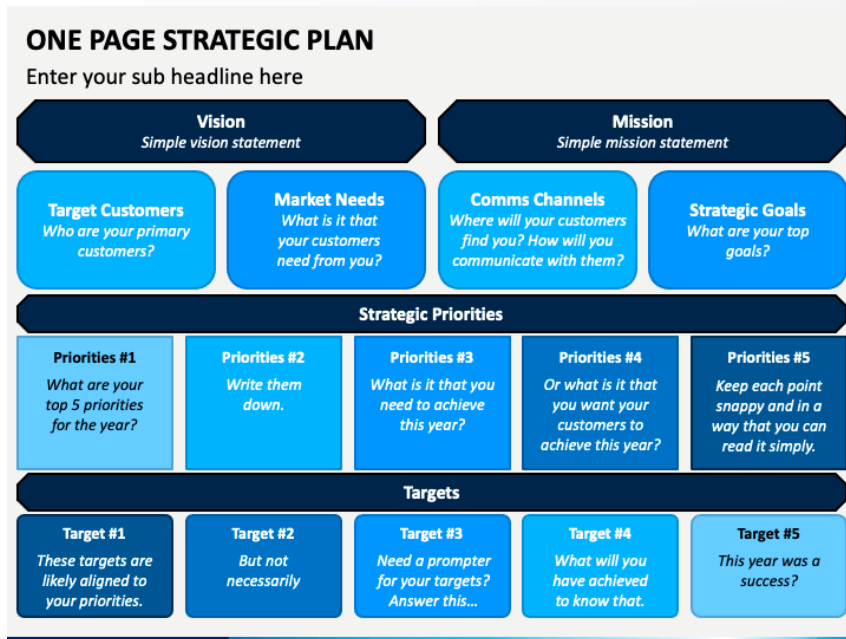 ONE PAGE STRATEGIC PLAN
Enter your sub headline here
Vision
Simple vision statement
Mission
Simple mission statement
Target Customers
Who are your primary
customers?
Market Needs
What is it that
your customers
need from you?
Comms Channels
Where will your customers
find you? How will you
communicate with them?
Strategic Goals
What are your top
goals?
Strategic Priorities
Priorities #1
What are your
top 5 priorities
for the year?
Priorities #2
Write them
down.
Priorities #3
What is it that you
need to achieve
this year?
Priorities #4
Or what is it that
you want your
customers to
achieve this year?
Priorities #5
Keep each point
snappy and in a
way that you can
read it simply.
Targets
Target #1
These targets are
likely aligned to
your priorities.
Target #2
But not
necessarily
Target #3
Need a prompter
for your targets?
Answer this...
Target #4
What will you
have achieved
to know that.
Target #5
This year was a
success?